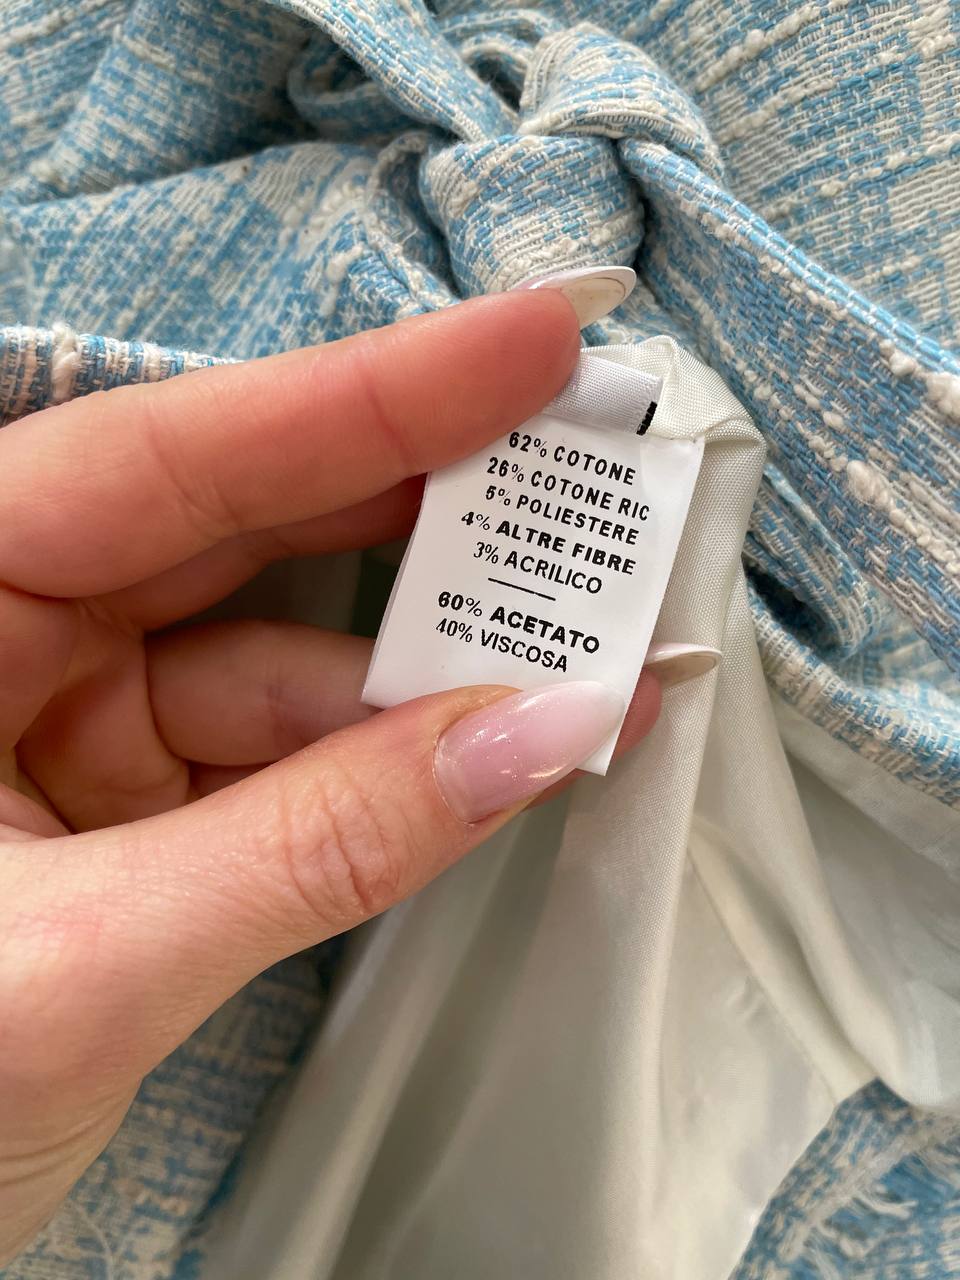 62% COTONE
26% COTONE RIC
5% POLIESTERE
4% ALTRE FIBRE
3% ACRILICO
60% ACETATO
40% VISCOSA